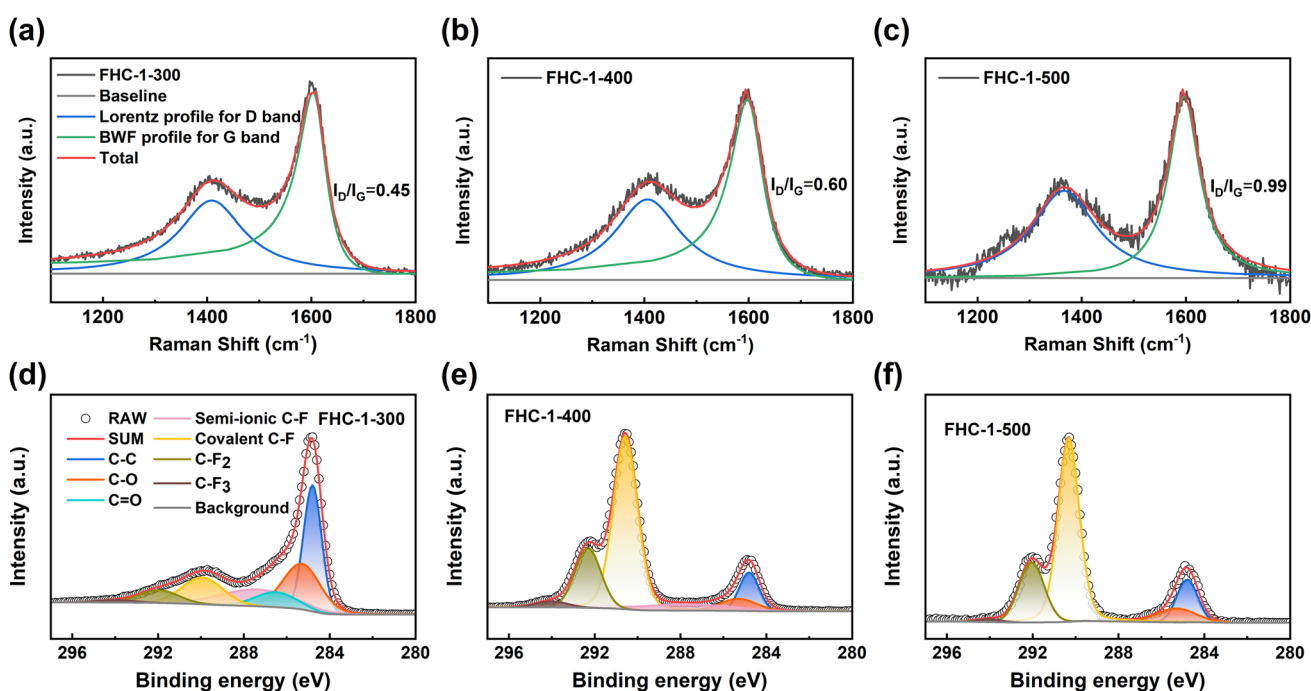 (a)
FHC-1-300
Baseline
Lorentz profile for D band
BWF profile for G band
Total
I_D/I_G=0.45
Intensity (a.u.)
1200 1400 1600 1800
Raman Shift (cm⁻¹)
(b)
FHC-1-400
I_D/I_G=0.60
Intensity (a.u.)
1200 1400 1600 1800
Raman Shift (cm⁻¹)
(c)
FHC-1-500
I_D/I_G=0.99
Intensity (a.u.)
1200 1400 1600 1800
Raman Shift (cm⁻¹)
(d)
RAW
SUM
C-C
C-O
C=O
Semi-ionic C-F
Covalent C-F
C-F₂
C-F₃
Background
FHC-1-300
Intensity (a.u.)
296 292 288 284 280
Binding energy (eV)
(e)
FHC-1-400
Intensity (a.u.)
296 292 288 284 280
Binding energy (eV)
(f)
FHC-1-500
Intensity (a.u.)
296 292 288 284 280
Binding energy (eV)